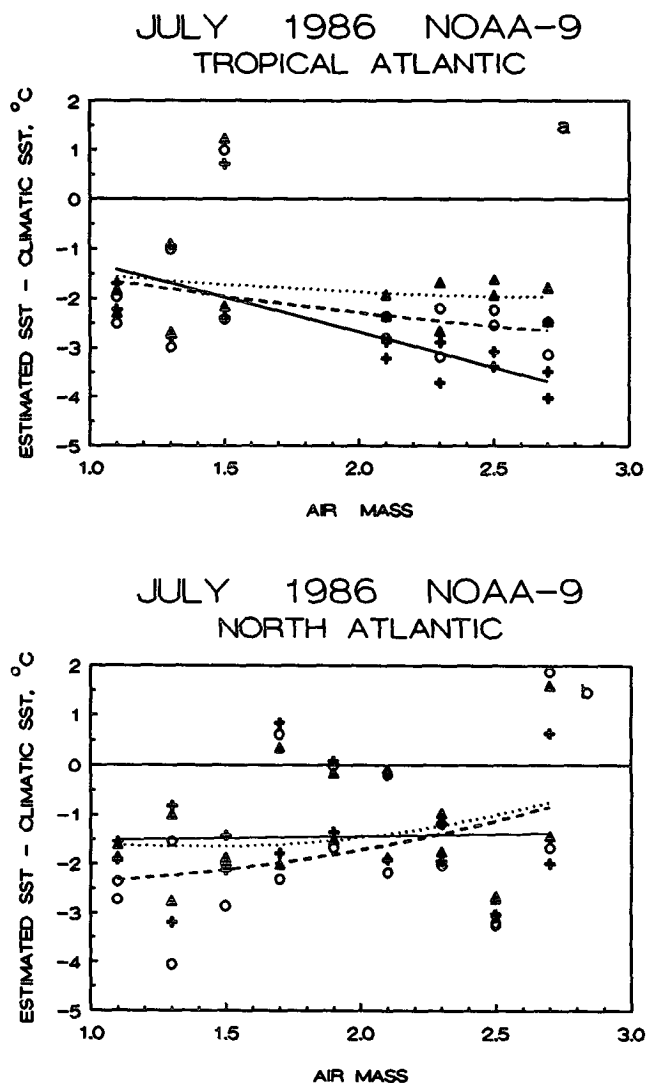 JULY 1986 NOAA-9
TROPICAL ATLANTIC
ESTIMATED SST - CLIMATIC SST, °C
a
2
1
0
-1
-2
-3
-4
-5
1.0 1.5 2.0 2.5 3.0
AIR MASS
JULY 1986 NOAA-9
NORTH ATLANTIC
ESTIMATED SST - CLIMATIC SST, °C
b
2
1
0
-1
-2
-3
-4
-5
1.0 1.5 2.0 2.5 3.0
AIR MASS